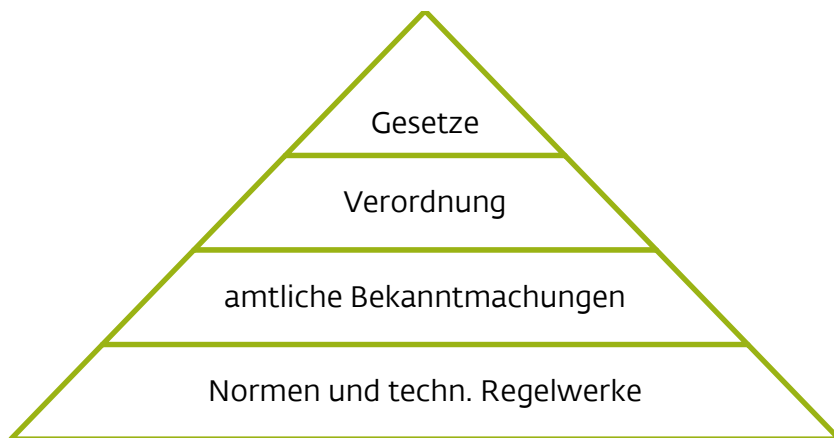 Gesetze
Verordnung
amtliche Bekanntmachungen
Normen und techn. Regelwerke